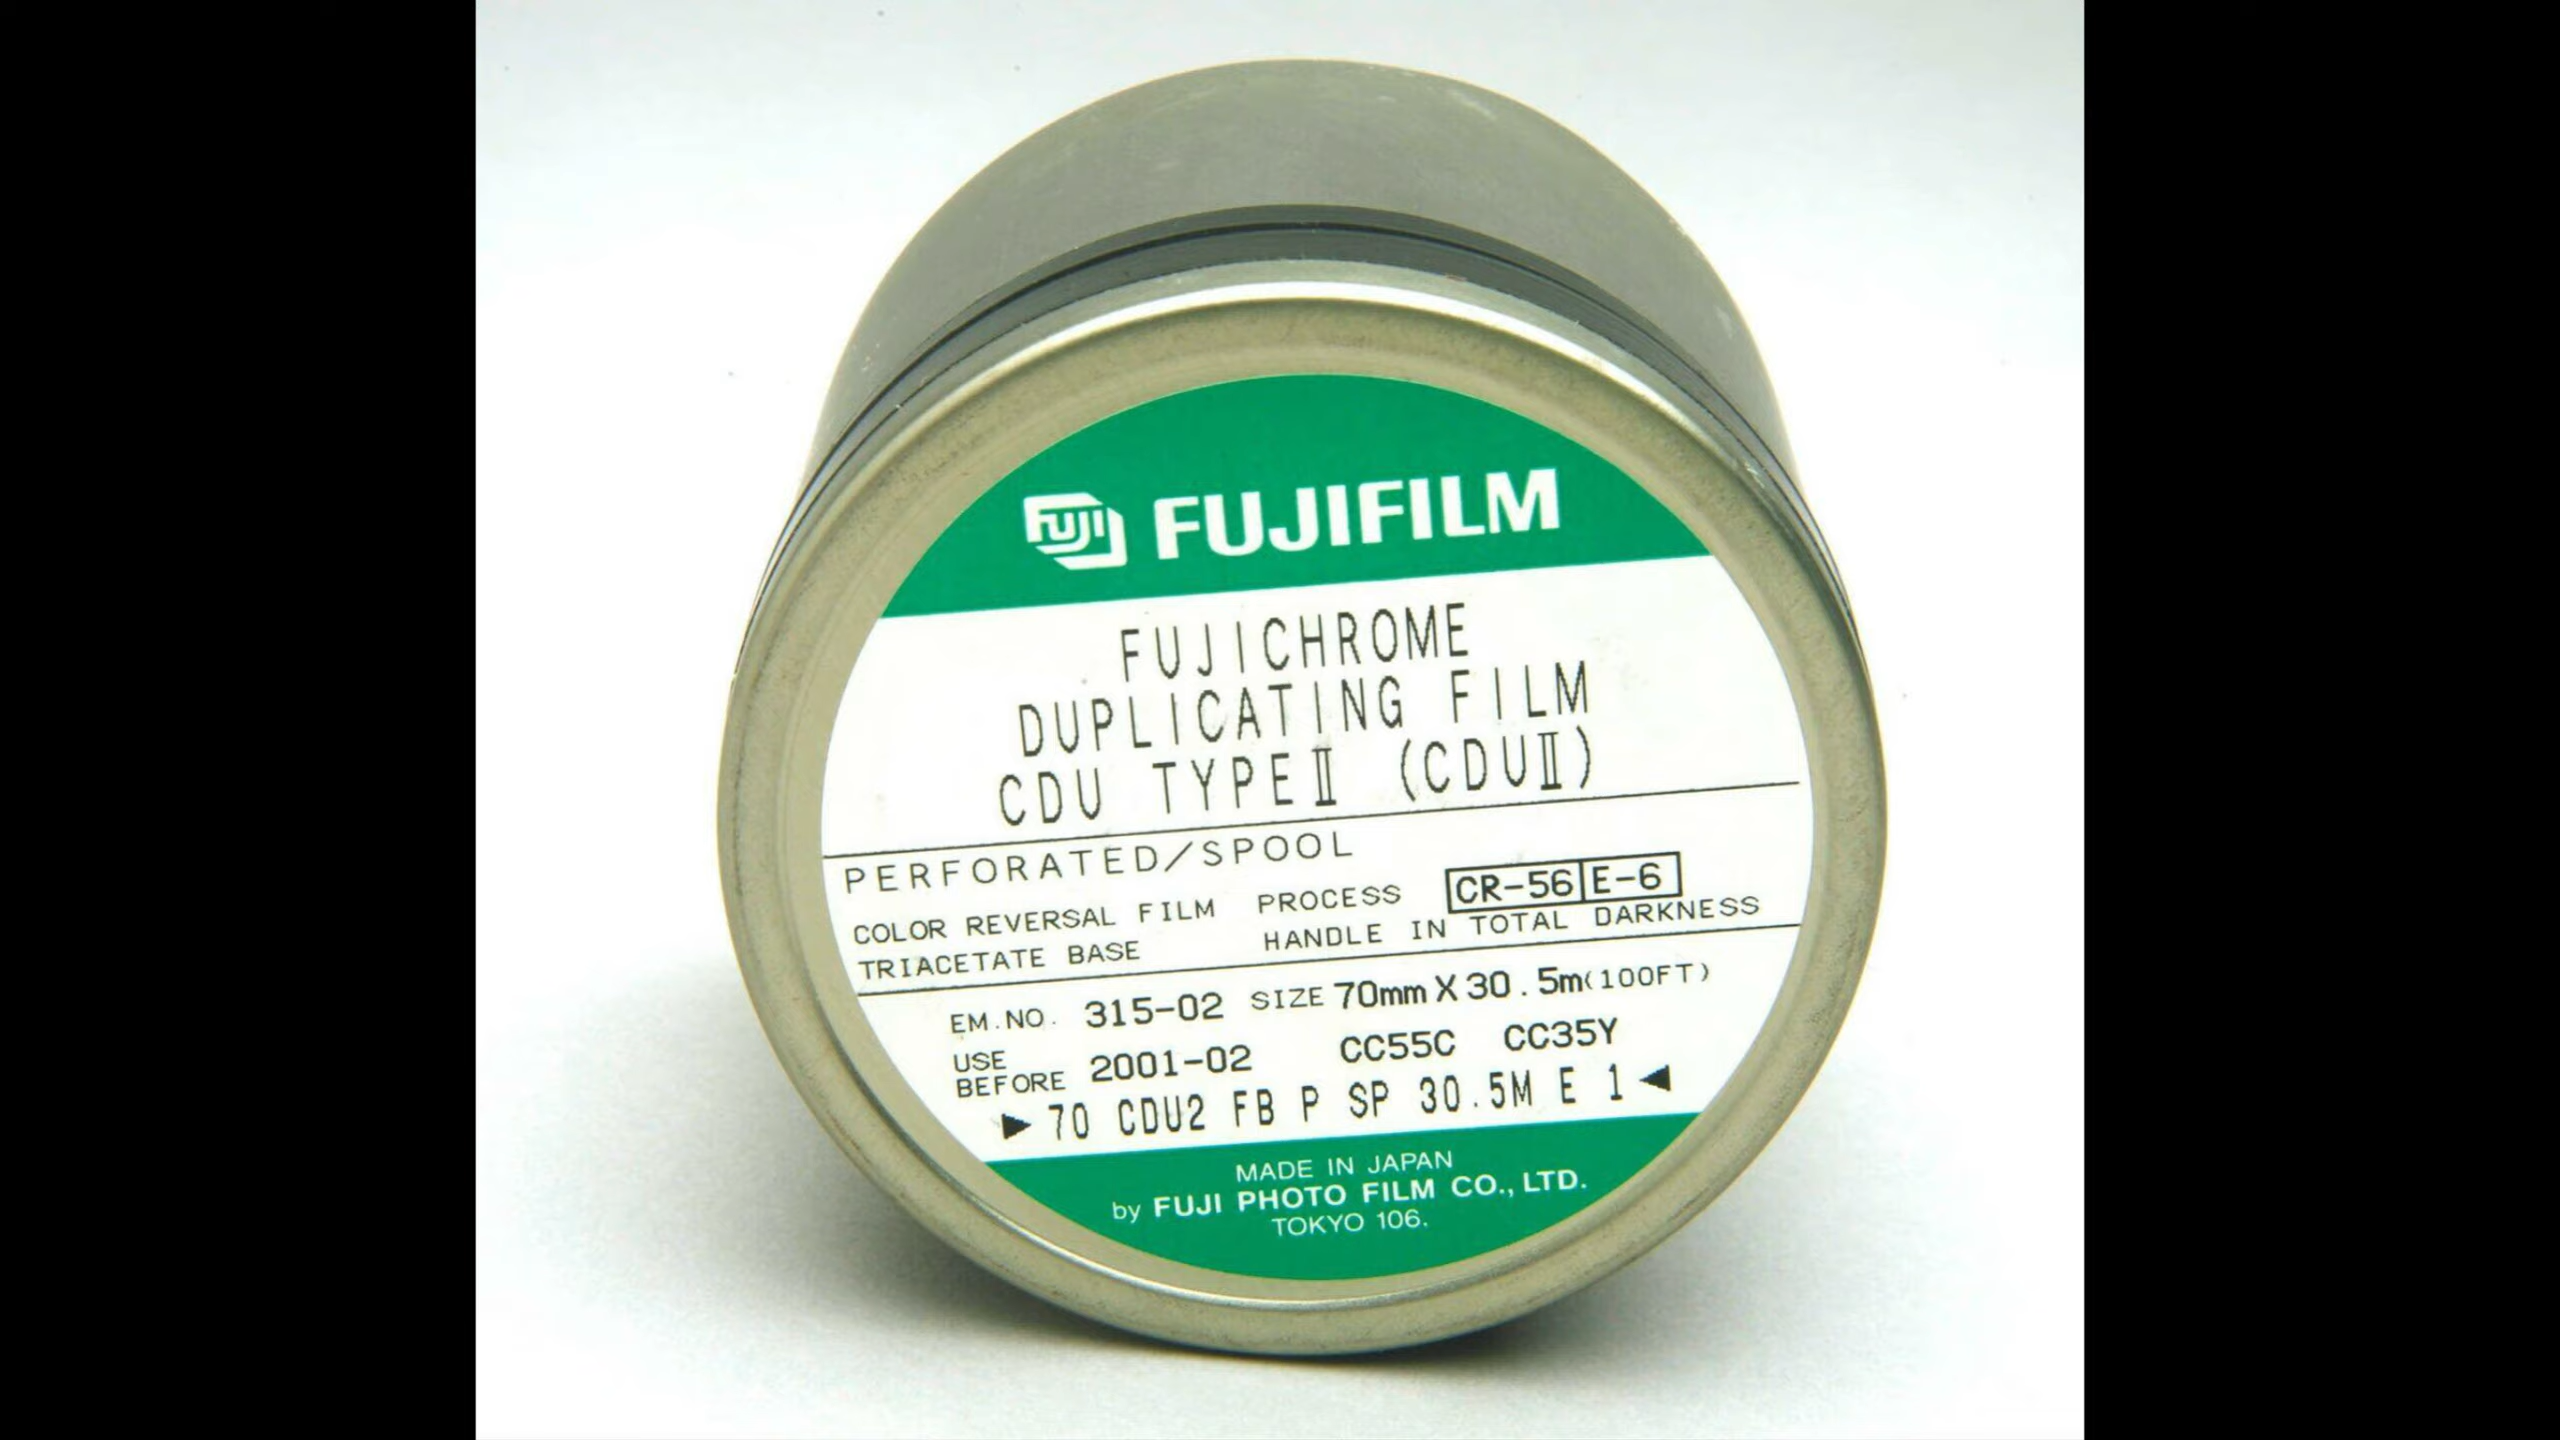 FUJI FUJIFILM
FUJICHROME
DUPLICATING FILM
CDU TYPEⅡ (CDUⅡ)
PERFORATED/SPOOL
COLOR REVERSAL FILM PROCESS CR-56 E-6
TRIACETATE BASE HANDLE IN TOTAL DARKNESS
EM.NO. 315-02 SIZE 70mm X 30.5m(100FT)
USE BEFORE 2001-02 CC55C CC35Y
▶70 CDU2 FB P SP 30.5M E 1◀
MADE IN JAPAN
by FUJI PHOTO FILM CO., LTD.
TOKYO 106.